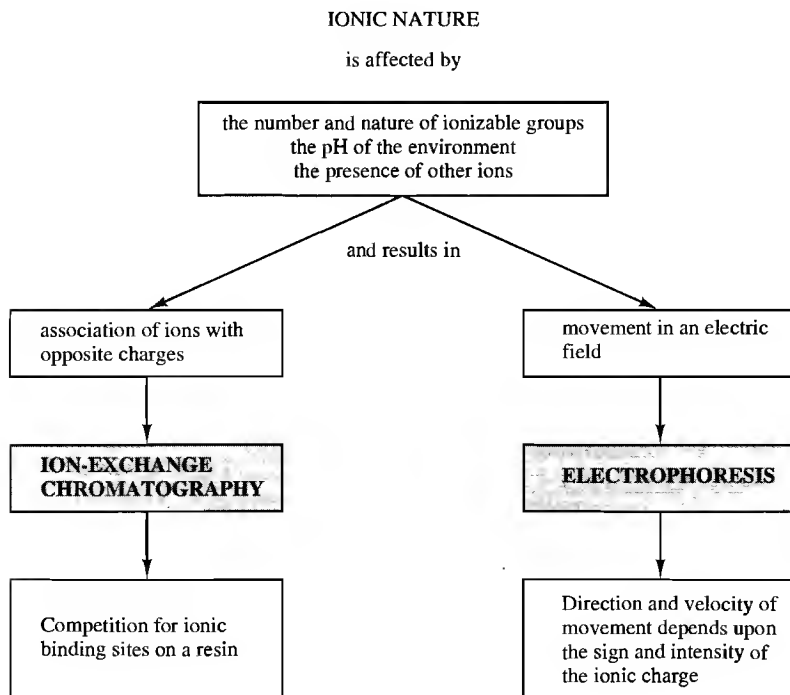 IONIC NATURE
is affected by
the number and nature of ionizable groups
the pH of the environment
the presence of other ions
and results in
association of ions with
opposite charges
movement in an electric
field
ION-EXCHANGE
CHROMATOGRAPHY
ELECTROPHORESIS
Competition for ionic
binding sites on a resin
Direction and velocity of
movement depends upon
the sign and intensity of
the ionic charge